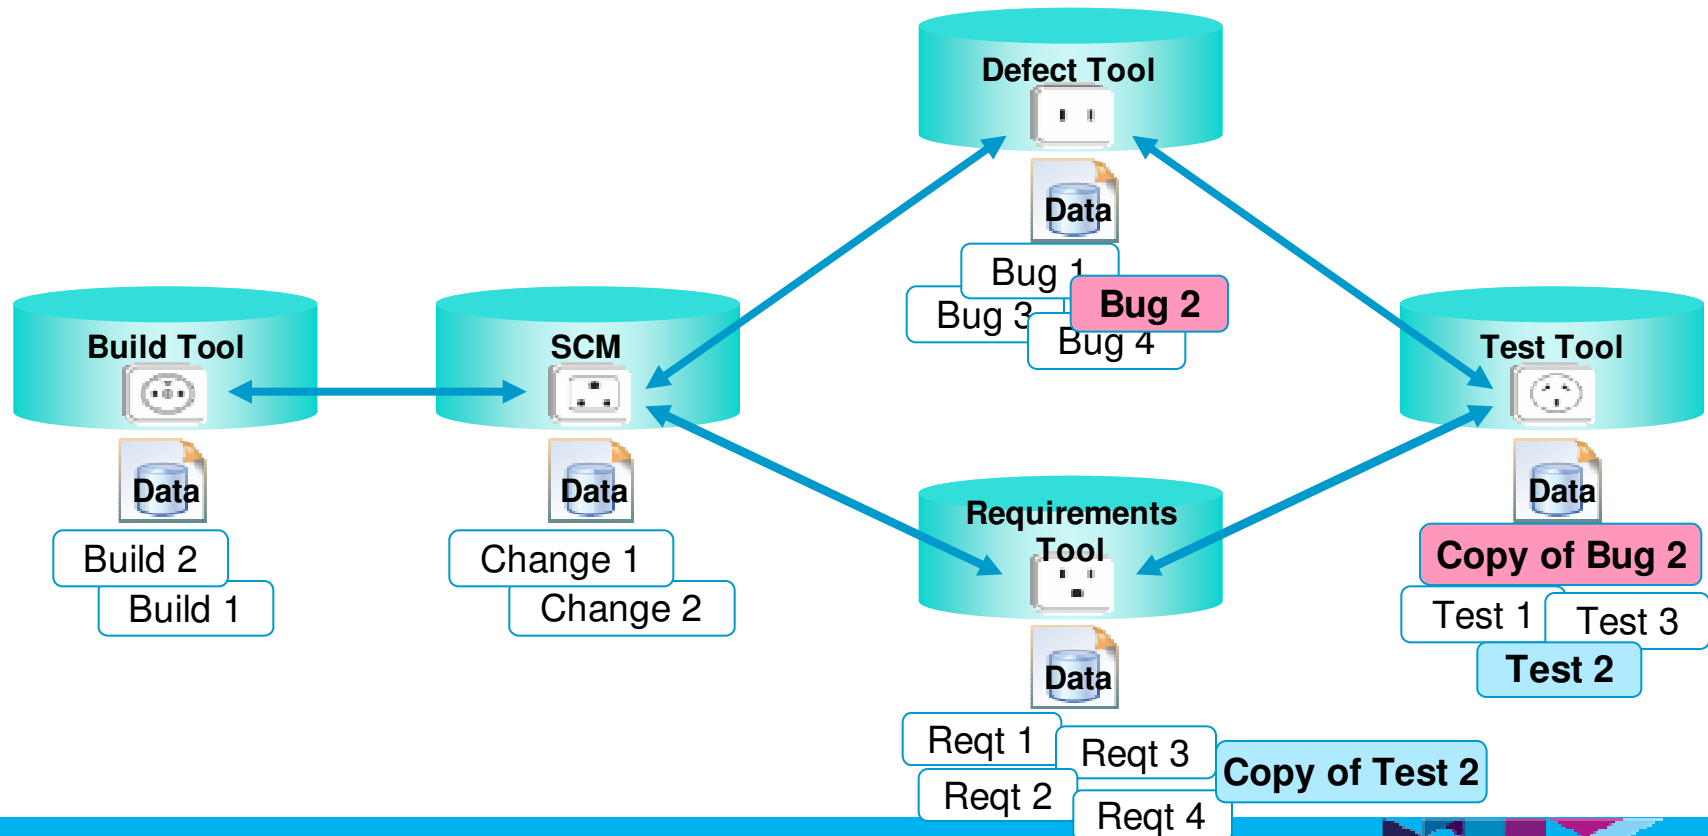 Defect Tool
Data
Bug 1
Bug 2
Bug 3
Bug 4
Build Tool
Data
Build 2
Build 1
SCM
Data
Change 1
Change 2
Requirements
Tool
Data
Reqt 1
Reqt 3
Reqt 2
Reqt 4
Copy of Test 2
Test Tool
Data
Copy of Bug 2
Test 1
Test 3
Test 2